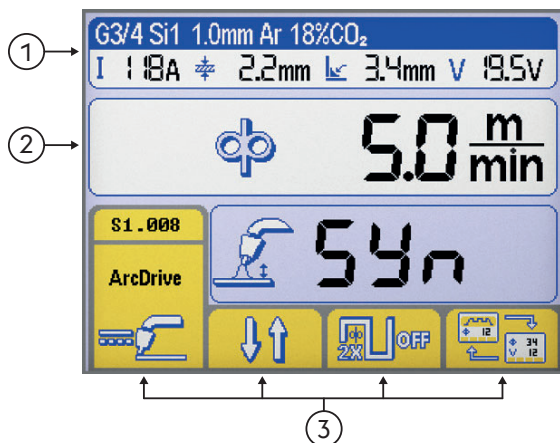 G3/4 Si1 1.0mm Ar 18%CO₂
1
I 118A 2.2mm 3.4mm V 19.5V
2
5.0 m/min
S1.008
ArcDrive
Syn
2X OFF
12
34
V 12
3